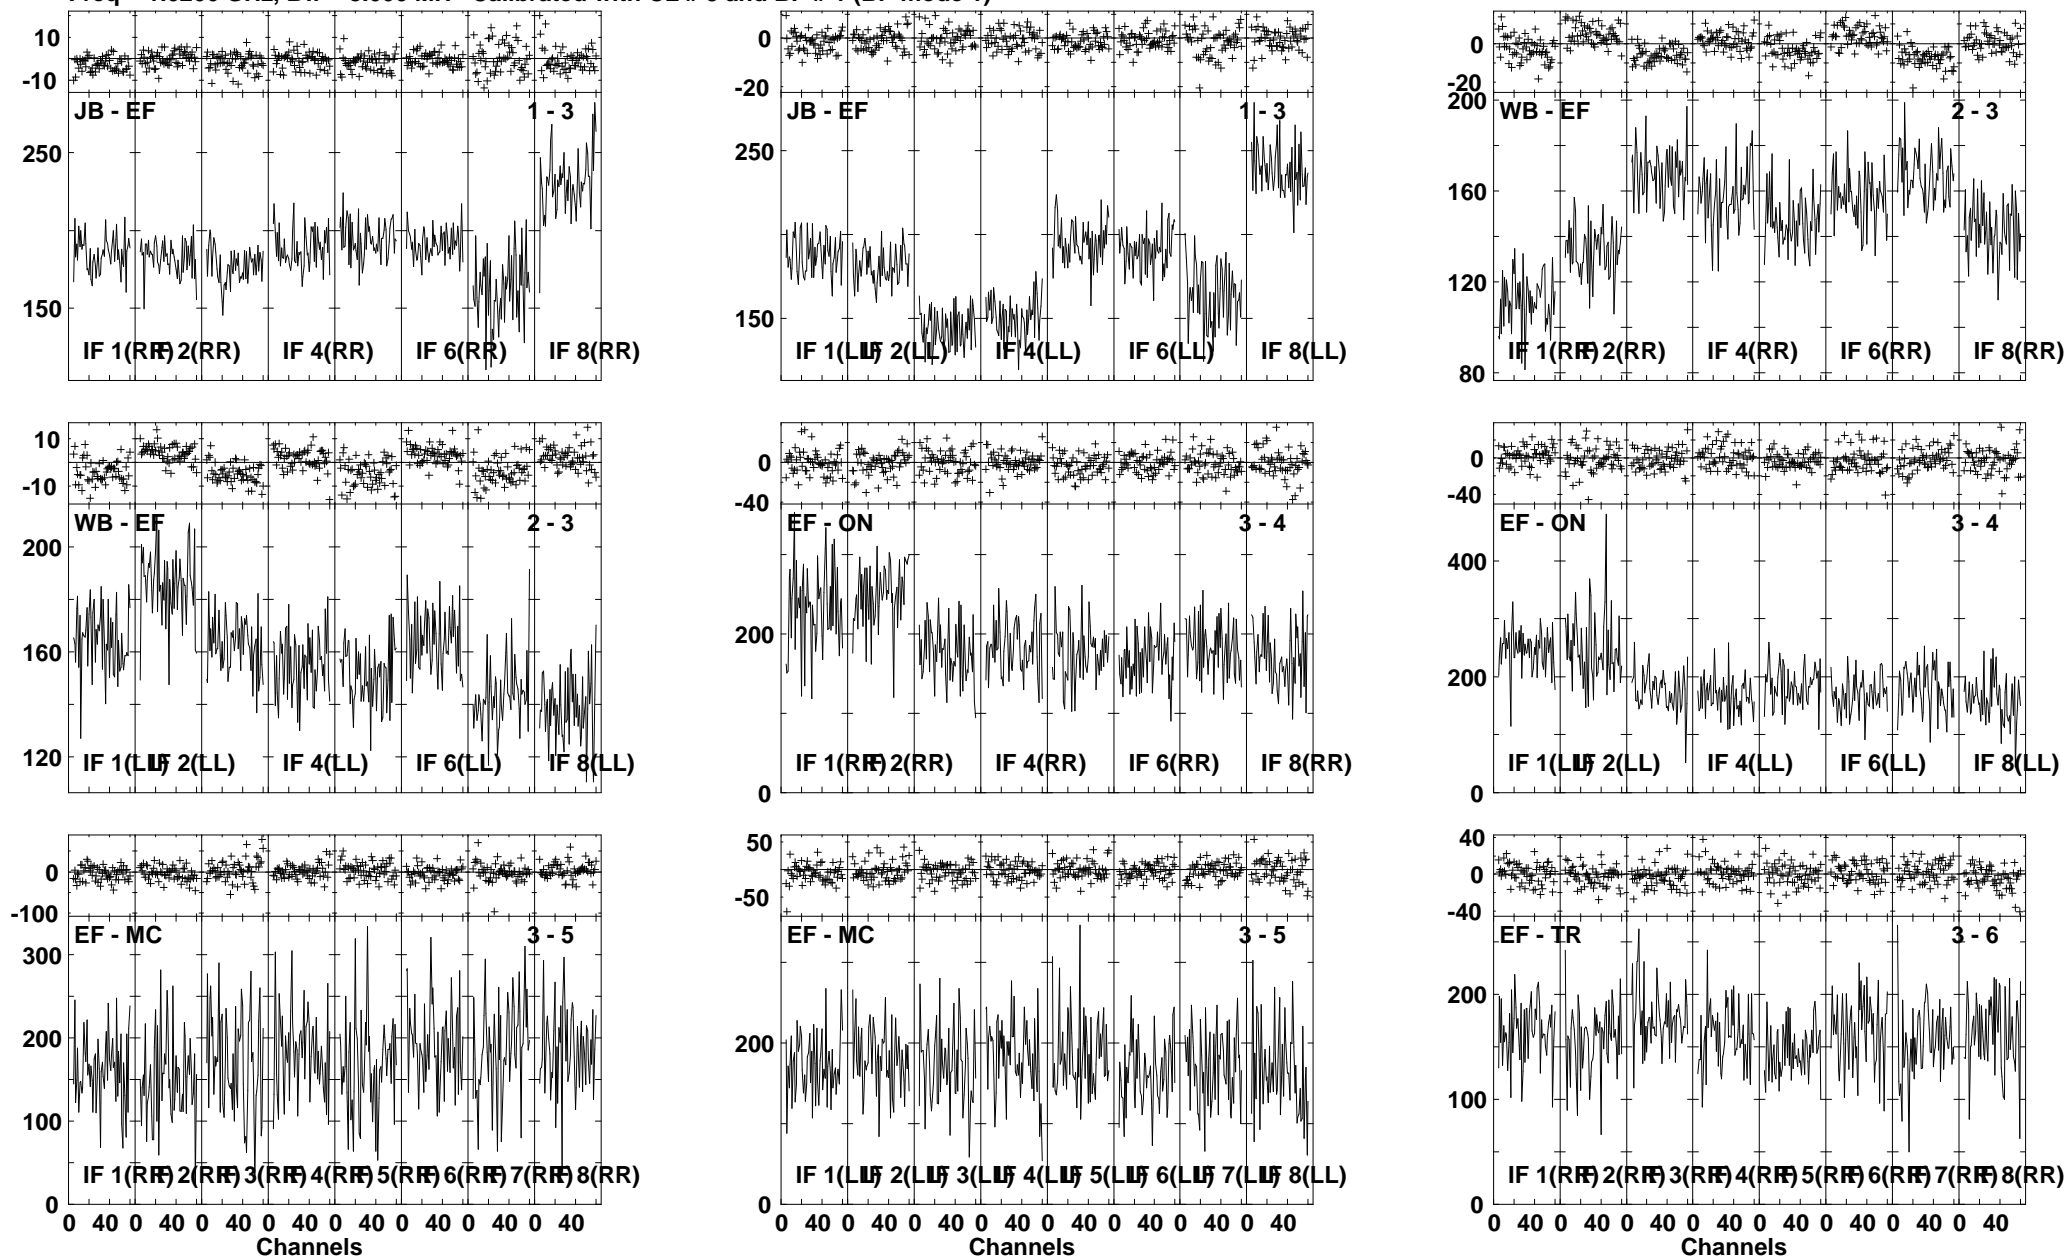 10
0
-10
JB - EF
1 - 3
250
150
IF 1(RR)
IF 2(RR)
IF 4(RR)
IF 6(RR)
IF 8(RR)
0
-20
JB - EF
1 - 3
250
150
IF 1(LL)
IF 2(LL)
IF 4(LL)
IF 6(LL)
IF 8(LL)
0
-20
200
WB - EF
2 - 3
160
120
80
IF 1(RR)
IF 2(RR)
IF 4(RR)
IF 6(RR)
IF 8(RR)
10
-10
WB - EF
2 - 3
200
160
120
IF 1(LL)
IF 2(LL)
IF 4(LL)
IF 6(LL)
IF 8(LL)
0
-40
EF - ON
3 - 4
200
0
IF 1(RR)
IF 2(RR)
IF 4(RR)
IF 6(RR)
IF 8(RR)
0
-40
EF - ON
3 - 4
400
200
0
IF 1(LL)
IF 2(LL)
IF 4(LL)
IF 6(LL)
IF 8(LL)
0
-100
EF - MC
3 - 5
300
200
100
0
IF 1(RR)
IF 2(RR)
IF 3(RR)
IF 4(RR)
IF 5(RR)
IF 6(RR)
IF 7(RR)
IF 8(RR)
0 40 0 40 0 40 0 40 0 40 0 40 0 40 0 40
Channels
50
-50
EF - MC
3 - 5
200
0
IF 1(LL)
IF 2(LL)
IF 3(LL)
IF 4(LL)
IF 5(LL)
IF 6(LL)
IF 7(LL)
IF 8(LL)
0 40 0 40 0 40 0 40 0 40 0 40 0 40 0 40
Channels
40
0
-40
EF - TR
3 - 6
200
100
0
IF 1(RR)
IF 2(RR)
IF 3(RR)
IF 4(RR)
IF 5(RR)
IF 6(RR)
IF 7(RR)
IF 8(RR)
0 40 0 40 0 40 0 40 0 40 0 40 0 40 0 40
Channels